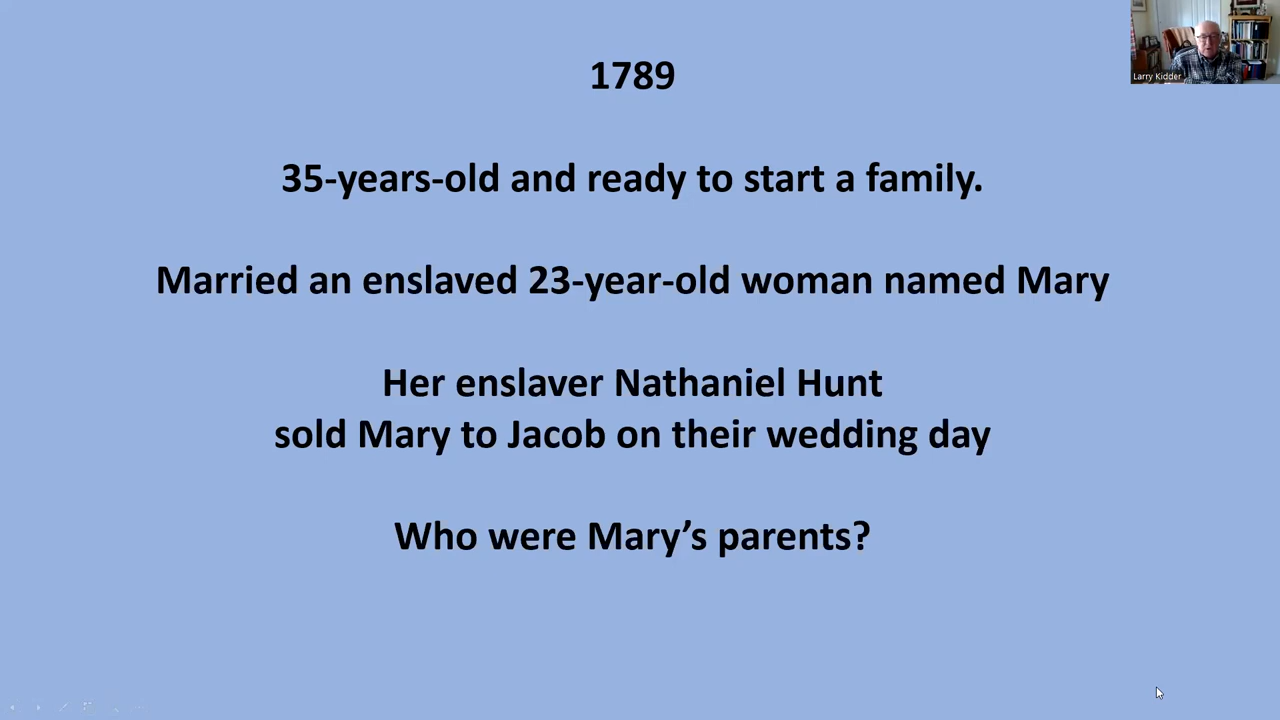 Larry Kidder
1789
35-years-old and ready to start a family.
Married an enslaved 23-year-old woman named Mary
Her enslaver Nathaniel Hunt
sold Mary to Jacob on their wedding day
Who were Mary’s parents?